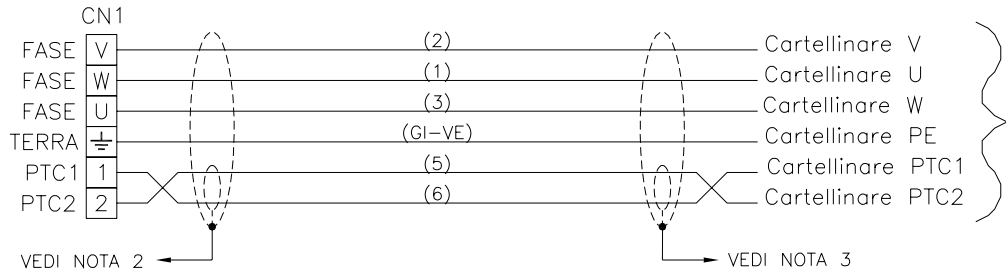 CN1
FASE V (2) Cartellinare V
FASE W (1) Cartellinare U
FASE U (3) Cartellinare W
TERRA (GI-VE) Cartellinare PE
PTC1 1 (5) Cartellinare PTC1
PTC2 2 (6) Cartellinare PTC2
VEDI NOTA 2 VEDI NOTA 3